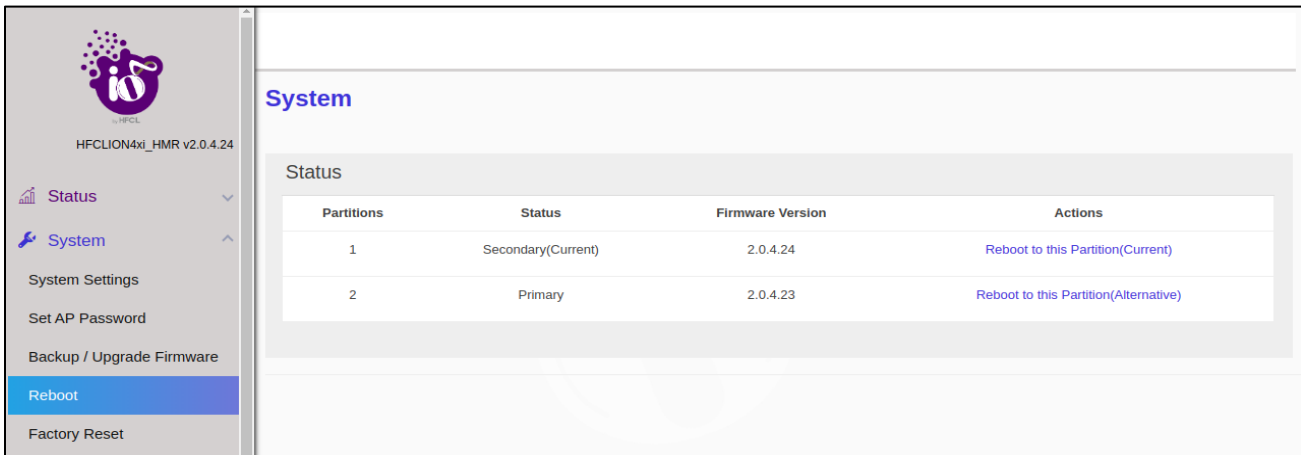 io
by HFCL
HFCLION4xi_HMR v2.0.4.24
Status
System
System Settings
Set AP Password
Backup / Upgrade Firmware
Reboot
Factory Reset
System
Status
Partitions Status Firmware Version Actions
1 Secondary(Current) 2.0.4.24 Reboot to this Partition(Current)
2 Primary 2.0.4.23 Reboot to this Partition(Alternative)